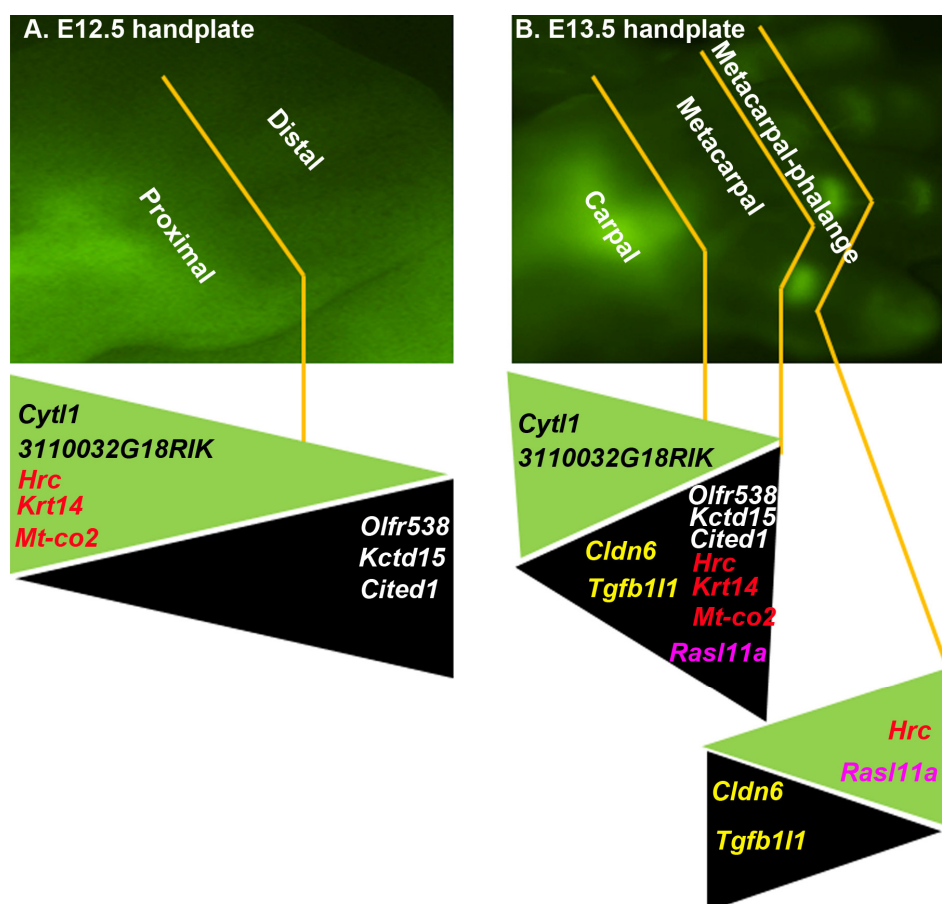 A. E12.5 handplate
Distal
Proximal
Cytl1
3110032G18RIK
Hrc
Krt14
Mt-co2
Olfr538
Kctd15
Cited1
B. E13.5 handplate
Metacarpal-phalange
Metacarpal
Carpal
Cytl1
3110032G18RIK
Olfr538
Kctd15
Cited1
Cldn6
Hrc
Tgfb1l1
Krt14
Mt-co2
Rasl11a
Hrc
Rasl11a
Cldn6
Tgfb1l1